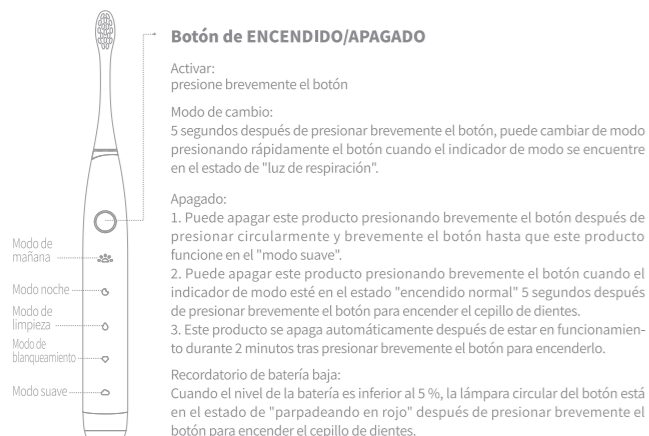 Botón de ENCENDIDO/APAGADO
Activar:
presione brevemente el botón
Modo de cambio:
5 segundos después de presionar brevemente el botón, puede cambiar de modo
presionando rápidamente el botón cuando el indicador de modo se encuentre
en el estado de "luz de respiración".
Apagado:
1. Puede apagar este producto presionando brevemente el botón después de
presionar circularmente y brevemente el botón hasta que este producto
funcione en el "modo suave".
2. Puede apagar este producto presionando brevemente el botón cuando el
indicador de modo esté en el estado "encendido normal" 5 segundos después
de presionar brevemente el botón para encender el cepillo de dientes.
3. Este producto se apaga automáticamente después de estar en funcionamien-
to durante 2 minutos tras presionar brevemente el botón para encenderlo.
Recordatorio de batería baja:
Cuando el nivel de la batería es inferior al 5 %, la lámpara circular del botón está
en el estado de "parpadeando en rojo" después de presionar brevemente el
botón para encender el cepillo de dientes.
Modo de
mañana
Modo noche
Modo de
limpieza
Modo de
blanqueamiento
Modo suave